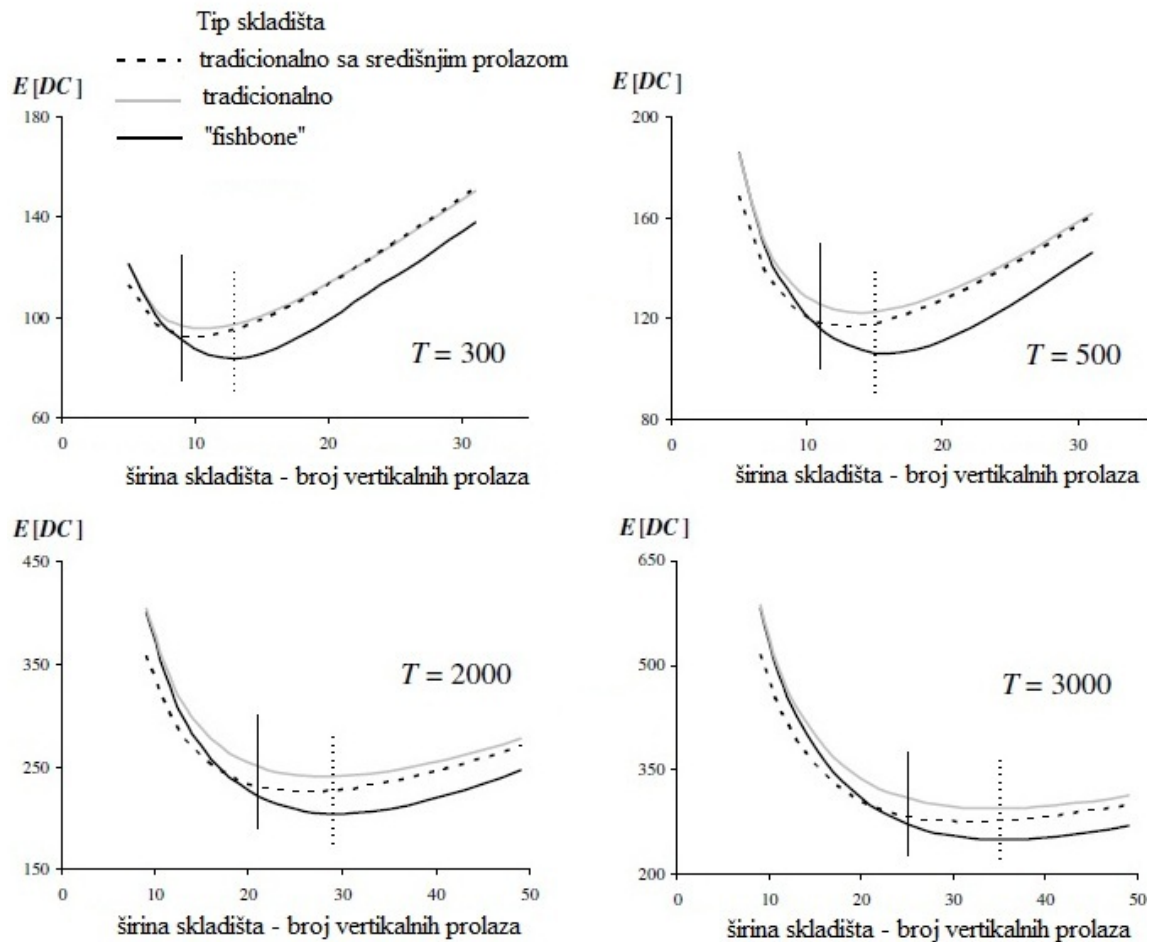 Tip skladišta
tradicionalno sa središnjim prolazom
tradicionalno
"fishbone"
E [DC ]
180
140
100
60
0
10
20
30
T = 300
širina skladišta - broj vertikalnih prolaza
E [DC ]
200
160
120
80
0
10
20
30
T = 500
širina skladišta - broj vertikalnih prolaza
E [DC ]
450
350
250
150
0
10
20
30
40
50
T = 2000
širina skladišta - broj vertikalnih prolaza
E [DC ]
650
500
350
200
0
10
20
30
40
50
T = 3000
širina skladišta - broj vertikalnih prolaza